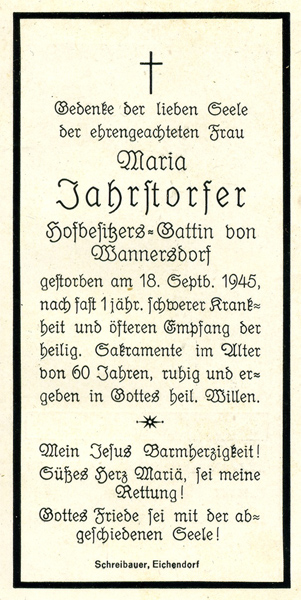 Gedenke der lieben Seele
der ehrengeachteten Frau
Maria
Jahrstorfer
Hofbesitzers=Gattin von
Wannersdorf
gestorben am 18. Septb. 1945,
nach fast 1jähr. schwerer Krank=
heit und öfteren Empfang der
heilig. Sakramente im Alter
von 60 Jahren, ruhig und er=
geben in Gottes heil. Willen.
Mein Jesus Barmherzigkeit!
Süßes Herz Mariä, sei meine
Rettung!
Gottes Friede sei mit der ab=
geschiedenen Seele!
Schreibauer, Eichendorf